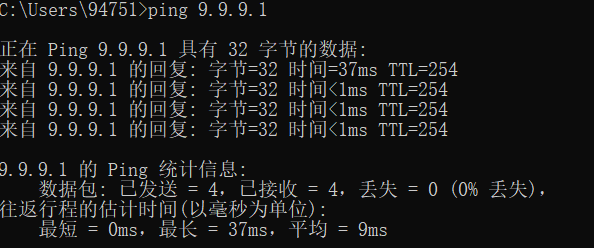 C:\Users\94751>ping 9.9.9.1
正在 Ping 9.9.9.1 具有 32 字节的数据:
来自 9.9.9.1 的回复: 字节=32 时间=37ms TTL=254
来自 9.9.9.1 的回复: 字节=32 时间<1ms TTL=254
来自 9.9.9.1 的回复: 字节=32 时间<1ms TTL=254
来自 9.9.9.1 的回复: 字节=32 时间<1ms TTL=254
9.9.9.1 的 Ping 统计信息:
数据包: 已发送 = 4，已接收 = 4，丢失 = 0 (0% 丢失)，
往返行程的估计时间(以毫秒为单位):
最短 = 0ms，最长 = 37ms，平均 = 9ms